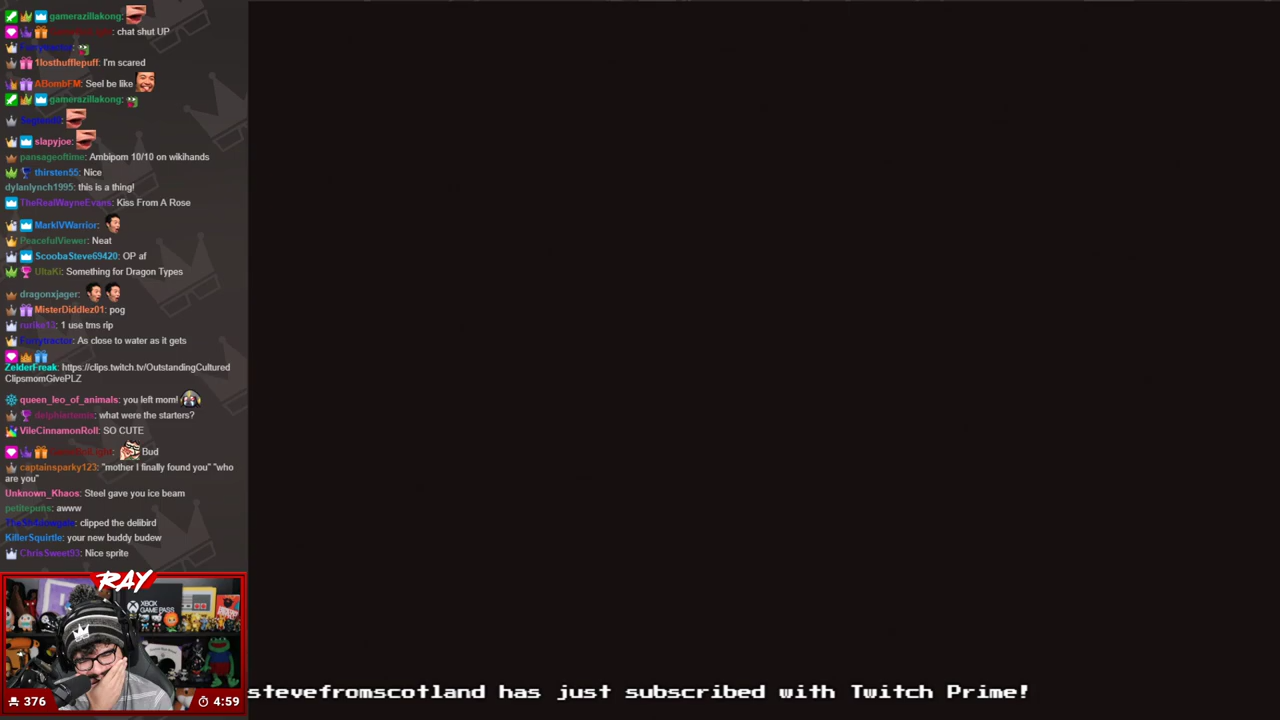 gamerazillakong:
chat shut UP
Furrytractor:
1losthufflepuff: I'm scared
ABombFM: Seel be like
gamerazillakong:
slapyjoe:
pansageoftime: Ambipom 10/10 on wikihands
thirsten55: Nice
dylanlynch1995: this is a thing!
TheRealWayneEvans: Kiss From A Rose
MarkIVWarrior:
PeacefulViewer: Neat
ScoobaSteve69420: OP af
UltaKi: Something for Dragon Types
dragonxjager:
MisterDiddlez01: pog
rurike13: 1 use tms rip
Furrytractor: As close to water as it gets
ZelderFreak: https://clips.twitch.tv/OutstandingCultured
ClipsmomGivePLZ
queen_leo_of_animals: you left mom!
what were the starters?
VileCinnamonRoll: SO CUTE
Bud
captainsparky123: "mother I finally found you" "who
are you"
Unknown_Khaos: Steel gave you ice beam
petitepuns: awww
clipped the delibird
KillerSquirtle: your new buddy budew
ChrisSweet93: Nice sprite
RAY
XBOX
GAME PASS
376
4:59
stevefromscotland has just subscribed with Twitch Prime!